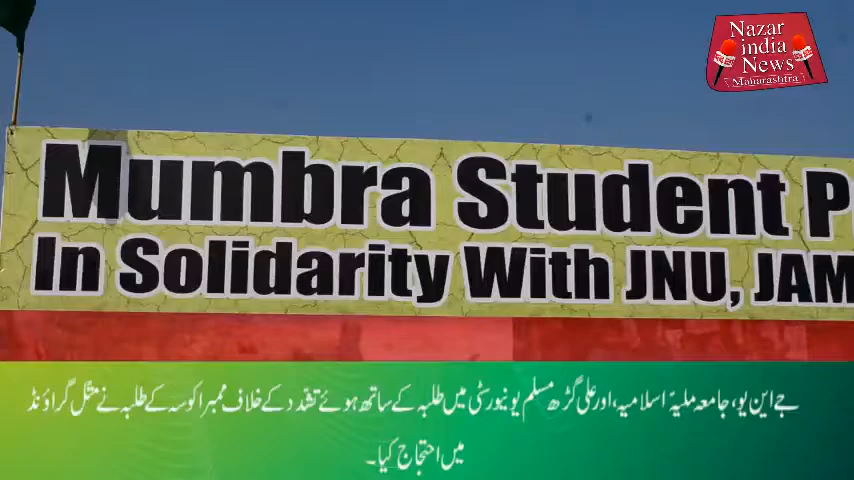 Nazar
india
News
Maharashtra
Mumbra Student P
In Solidarity With JNU, JAM
جے این یو، جامعہ ملیہ اسلامیہ، اور علی گڑھ مسلم یونیورسٹی میں طلبہ کے ساتھ ہوئے تشدد کے خلاف ممبرا کوسہ کے طلبہ نے متل گراؤنڈ
میں احتجاج کیا۔